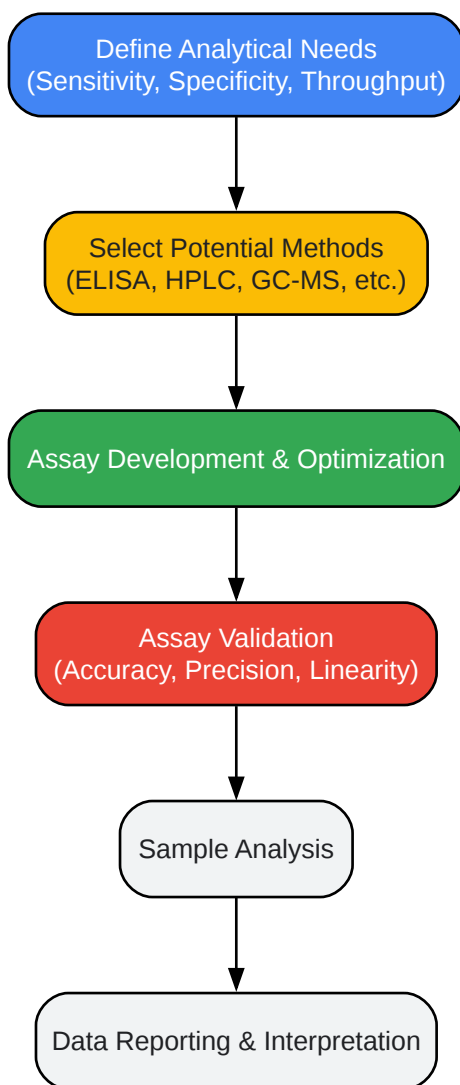 Define Analytical Needs
(Sensitivity, Specificity, Throughput)
Select Potential Methods
(ELISA, HPLC, GC-MS, etc.)
Assay Development & Optimization
Assay Validation
(Accuracy, Precision, Linearity)
Sample Analysis
Data Reporting & Interpretation